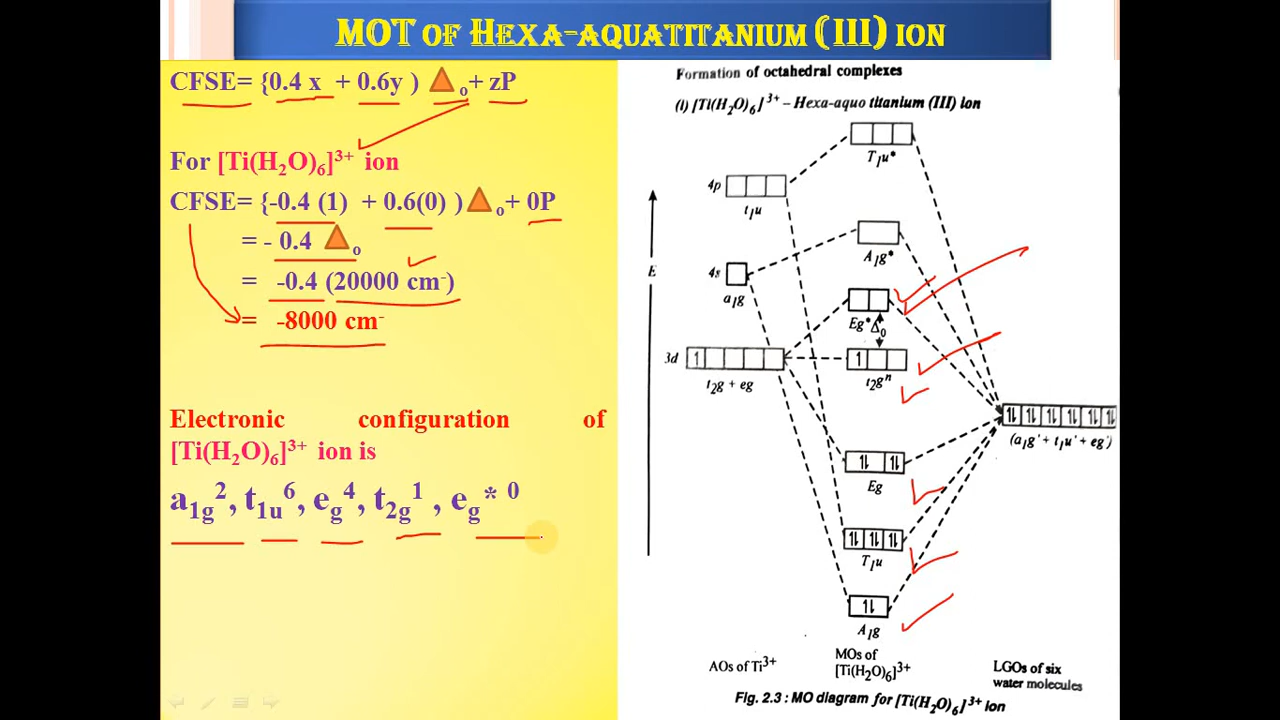 MOT OF HEXA-AQUATITANIUM (III) ION
CFSE= {0.4 x + 0.6y ) Δo+ zP
For [Ti(H2O)6]3+ ion
CFSE= {-0.4 (1) + 0.6(0) ) Δo+ 0P
= - 0.4 Δo
= -0.4 (20000 cm-)
= -8000 cm-
Electronic configuration of
[Ti(H2O)6]3+ ion is
a1g2, t1u6, eg4, t2g1 , eg* 0
Formation of octahedral complexes
(i) [Ti(H2O)6]3+ – Hexa-aquo titanium (III) ion
T1u*
4p
t1u
A1g*
E
4s
a1g
Eg* Δ0
3d
1
1
t2g + eg
t2gn
⥮ ⥮ ⥮ ⥮ ⥮ ⥮
(a1g' + t1u' + eg')
⥮ ⥮
Eg
⥮ ⥮ ⥮
T1u
⥮
A1g
AOs of Ti3+
MOs of
[Ti(H2O)6]3+
LGOs of six
water molecules
Fig. 2.3 : MO diagram for [Ti(H2O)6]3+ ion